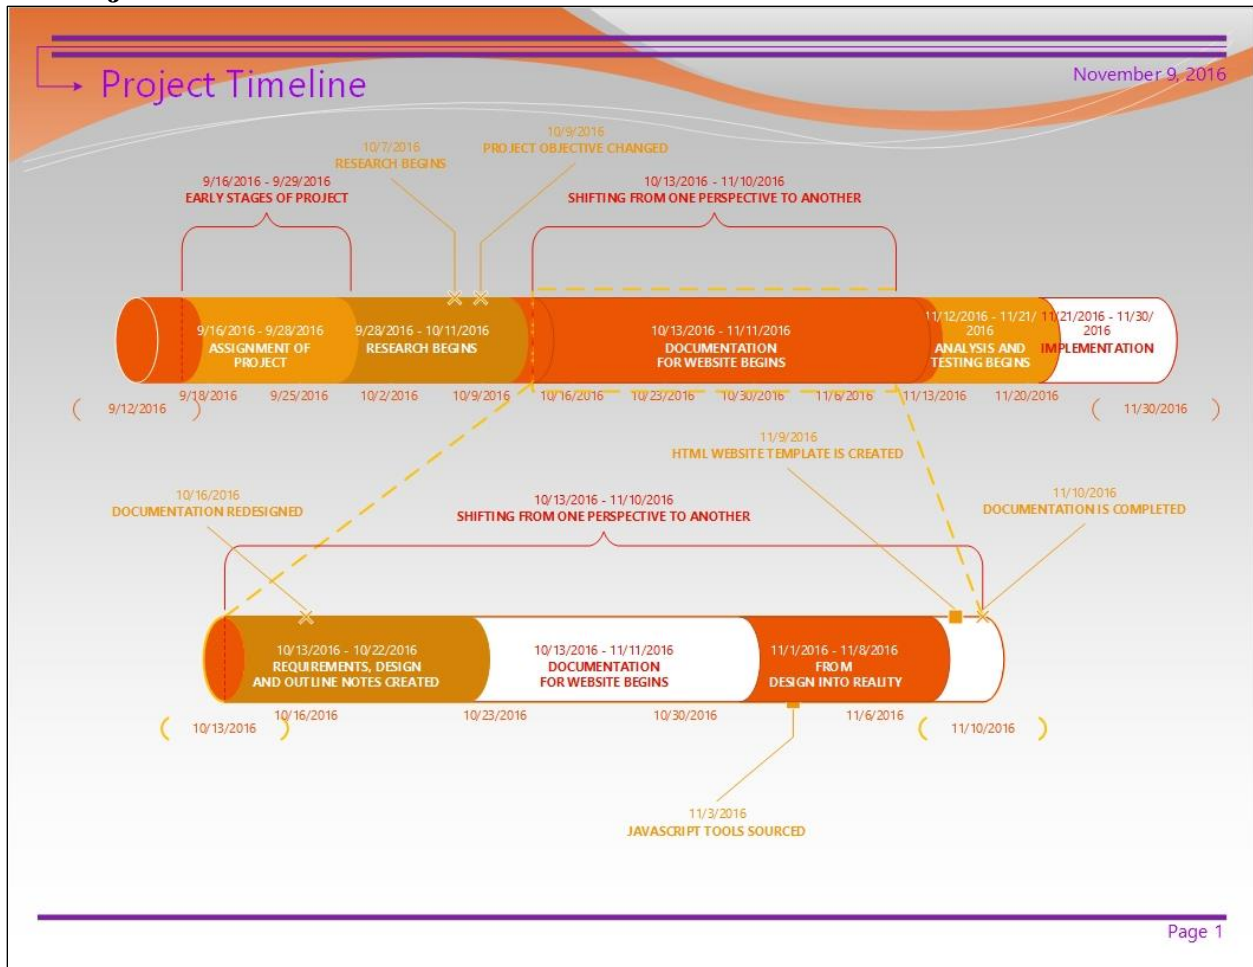 Project Timeline
November 9, 2016
10/9/2016
PROJECT OBJECTIVE CHANGED
10/7/2016
RESEARCH BEGINS
9/16/2016 - 9/29/2016
EARLY STAGES OF PROJECT
10/13/2016 - 11/10/2016
SHIFTING FROM ONE PERSPECTIVE TO ANOTHER
9/16/2016 - 9/28/2016
ASSIGNMENT OF
PROJECT
9/28/2016 - 10/11/2016
RESEARCH BEGINS
10/13/2016 - 11/11/2016
DOCUMENTATION
FOR WEBSITE BEGINS
11/12/2016 - 11/21/
2016
ANALYSIS AND
TESTING BEGINS
11/21/2016 - 11/30/
2016
IMPLEMENTATION
9/12/2016
9/18/2016
9/25/2016
10/2/2016
10/9/2016
10/16/2016
10/23/2016
10/30/2016
11/6/2016
11/13/2016
11/20/2016
11/30/2016
11/9/2016
HTML WEBSITE TEMPLATE IS CREATED
10/16/2016
DOCUMENTATION REDESIGNED
10/13/2016 - 11/10/2016
SHIFTING FROM ONE PERSPECTIVE TO ANOTHER
11/10/2016
DOCUMENTATION IS COMPLETED
10/13/2016 - 10/22/2016
REQUIREMENTS, DESIGN
AND OUTLINE NOTES CREATED
10/13/2016 - 11/11/2016
DOCUMENTATION
FOR WEBSITE BEGINS
11/1/2016 - 11/8/2016
FROM
DESIGN INTO REALITY
10/13/2016
10/16/2016
10/23/2016
10/30/2016
11/6/2016
11/10/2016
11/3/2016
JAVASCRIPT TOOLS SOURCED
Page 1